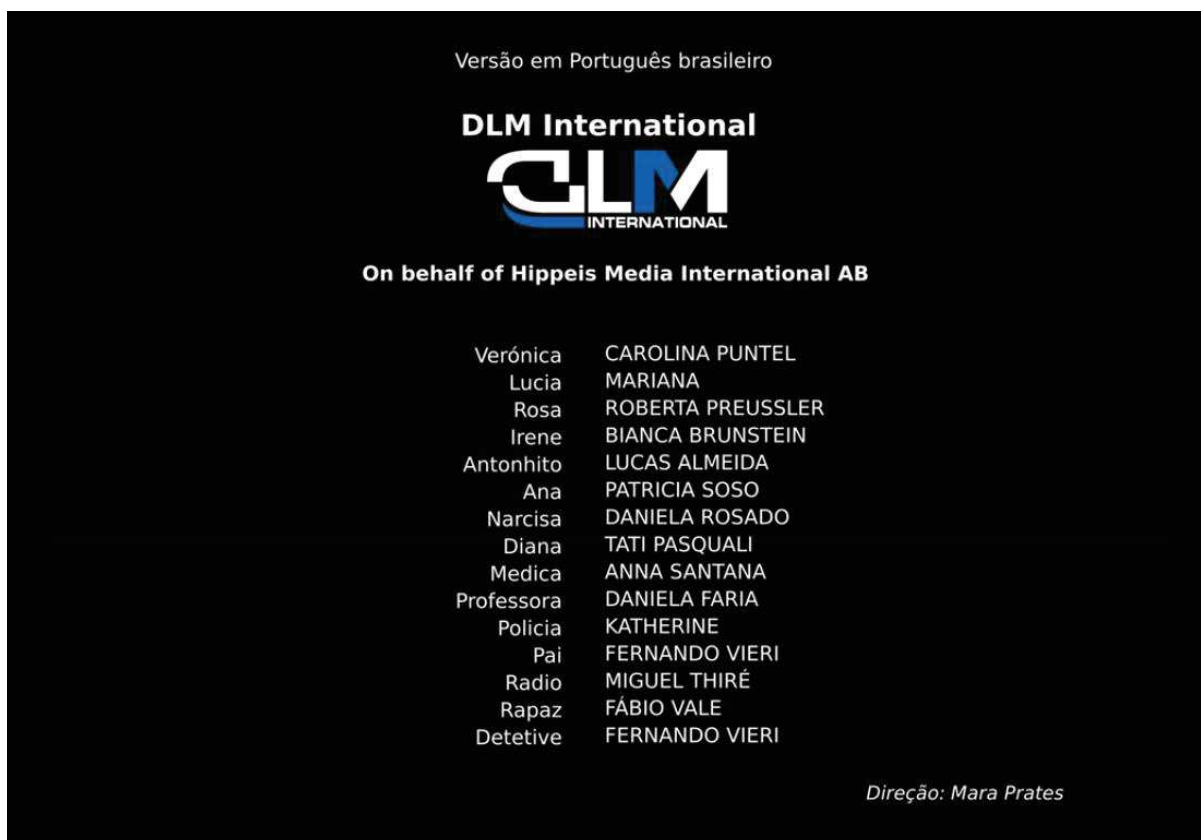 Versão em Português brasileiro
DLM International
DLM
INTERNATIONAL
On behalf of Hippeis Media International AB
Verónica CAROLINA PUNTEL
Lucia MARIANA
Rosa ROBERTA PREUSSLER
Irene BIANCA BRUNSTEIN
Antonhito LUCAS ALMEIDA
Ana PATRICIA SOSO
Narcisa DANIELA ROSADO
Diana TATI PASQUALI
Medica ANNA SANTANA
Professora DANIELA FARIA
Policia KATHERINE
Pai FERNANDO VIERI
Radio MIGUEL THIRÉ
Rapaz FÁBIO VALE
Detetive FERNANDO VIERI
Direção: Mara Prates